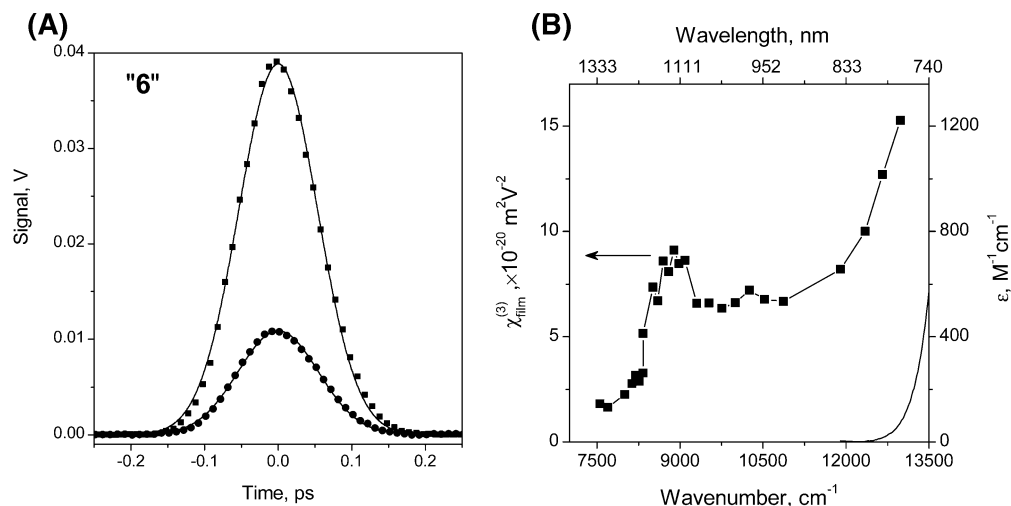 (A)
"6"
0.04
0.03
0.02
0.01
0.00
Signal, V
-0.2 -0.1 0.0 0.1 0.2
Time, ps
(B)
Wavelength, nm
1333 1111 952 833 740
15
10
5
0
χ(3)film ,×10-20 m2V-2
1200
800
400
0
ε, M-1cm-1
7500 9000 10500 12000 13500
Wavenumber, cm-1